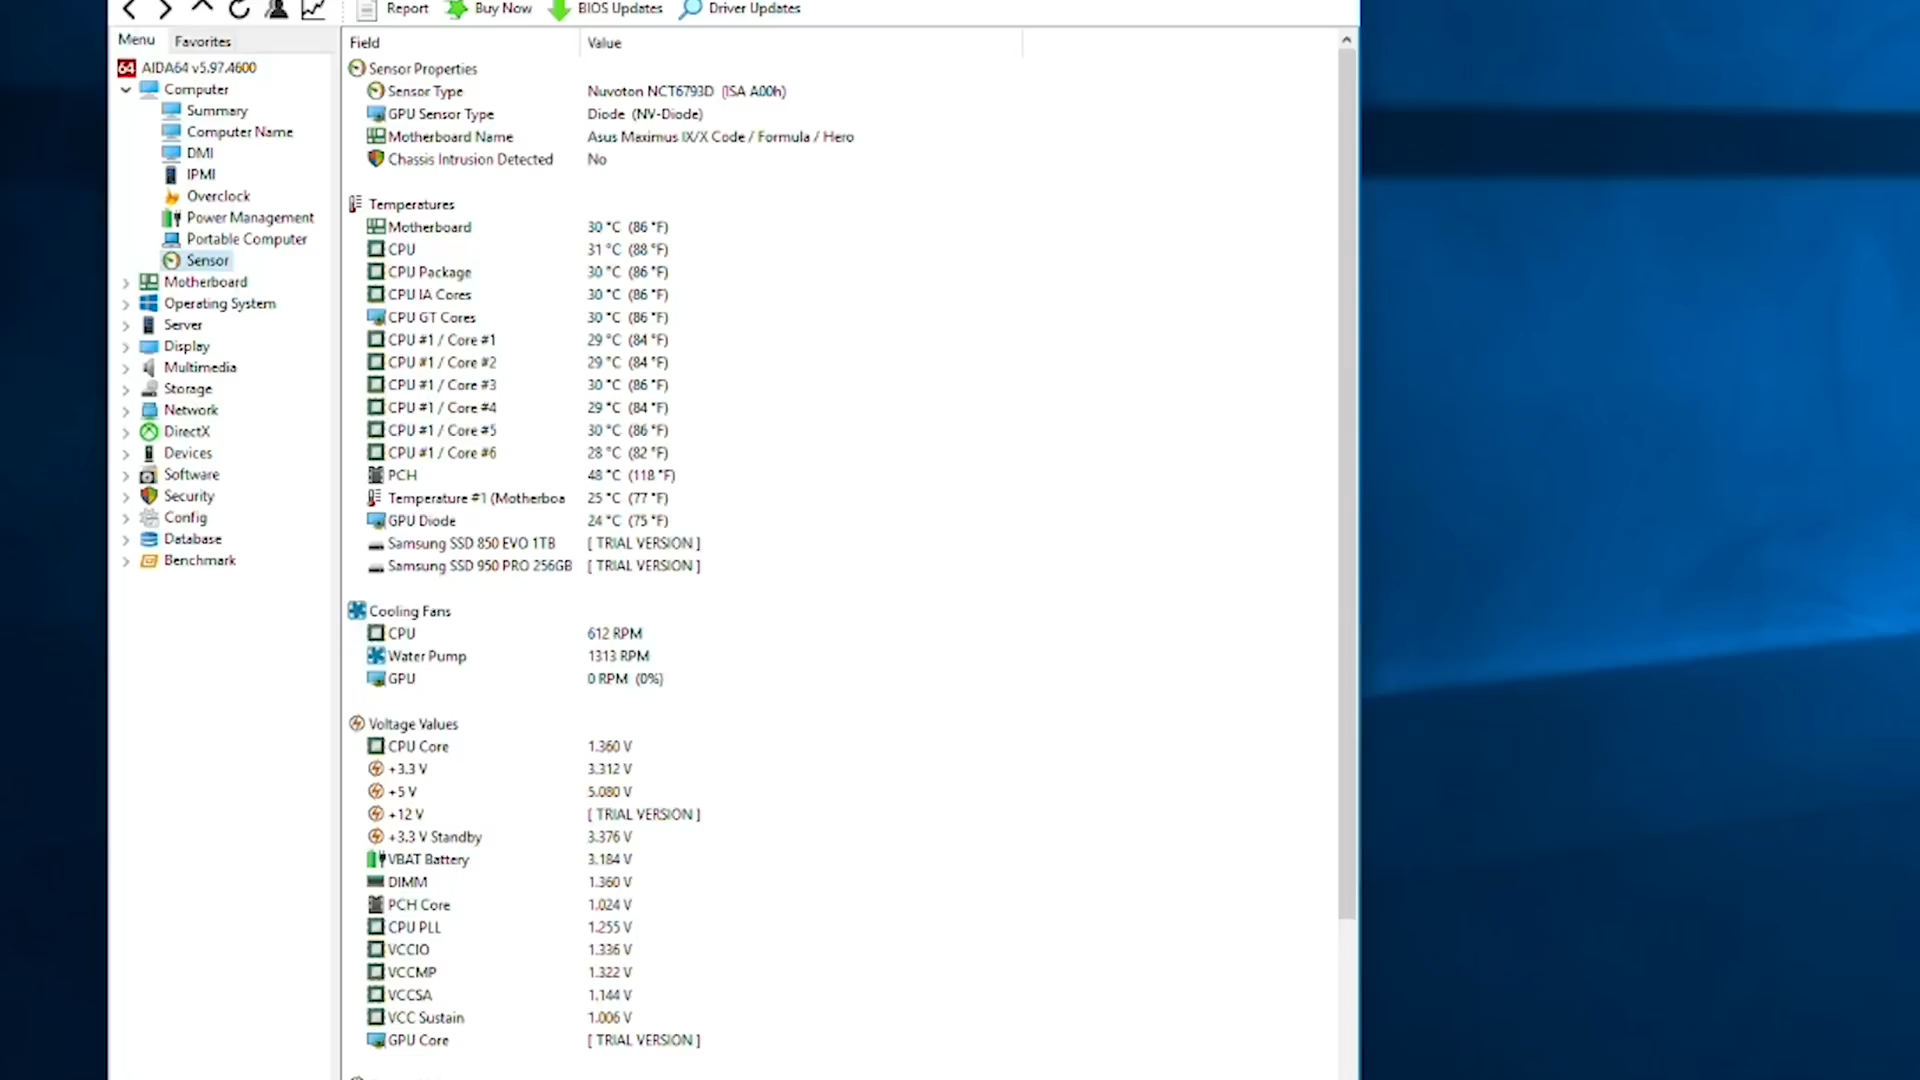 Report Buy Now BIOS Updates Driver Updates
Menu Favorites
AIDA64 v5.97.4600
Computer
Summary
Computer Name
DMI
IPMI
Overclock
Power Management
Portable Computer
Sensor
Motherboard
Operating System
Server
Display
Multimedia
Storage
Network
DirectX
Devices
Software
Security
Config
Database
Benchmark
Field Value
Sensor Properties
Sensor Type Nuvoton NCT6793D (ISA A00h)
GPU Sensor Type Diode (NV-Diode)
Motherboard Name Asus Maximus IX/X Code / Formula / Hero
Chassis Intrusion Detected No
Temperatures
Motherboard 30 °C (86 °F)
CPU 31 °C (88 °F)
CPU Package 30 °C (86 °F)
CPU IA Cores 30 °C (86 °F)
CPU GT Cores 30 °C (86 °F)
CPU #1 / Core #1 29 °C (84 °F)
CPU #1 / Core #2 29 °C (84 °F)
CPU #1 / Core #3 30 °C (86 °F)
CPU #1 / Core #4 29 °C (84 °F)
CPU #1 / Core #5 30 °C (86 °F)
CPU #1 / Core #6 28 °C (82 °F)
PCH 48 °C (118 °F)
Temperature #1 (Motherboa 25 °C (77 °F)
GPU Diode 24 °C (75 °F)
Samsung SSD 850 EVO 1TB [ TRIAL VERSION ]
Samsung SSD 950 PRO 256GB [ TRIAL VERSION ]
Cooling Fans
CPU 612 RPM
Water Pump 1313 RPM
GPU 0 RPM (0%)
Voltage Values
CPU Core 1.360 V
+3.3 V 3.312 V
+5 V 5.080 V
+12 V [ TRIAL VERSION ]
+3.3 V Standby 3.376 V
VBAT Battery 3.184 V
DIMM 1.360 V
PCH Core 1.024 V
CPU PLL 1.255 V
VCCIO 1.336 V
VCCMP 1.322 V
VCCSA 1.144 V
VCC Sustain 1.006 V
GPU Core [ TRIAL VERSION ]